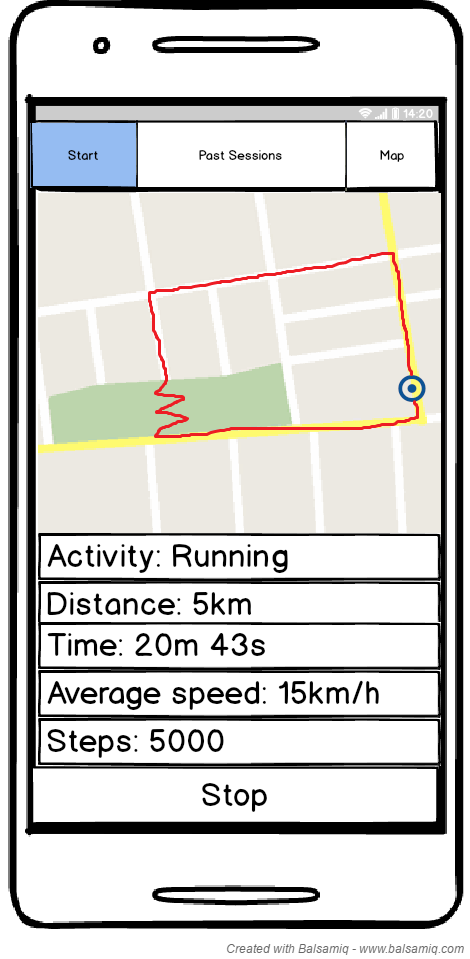 14:20
Start Past Sessions Map
Activity: Running
Distance: 5km
Time: 20m 43s
Average speed: 15km/h
Steps: 5000
Stop
Created with Balsamiq - www.balsamiq.com